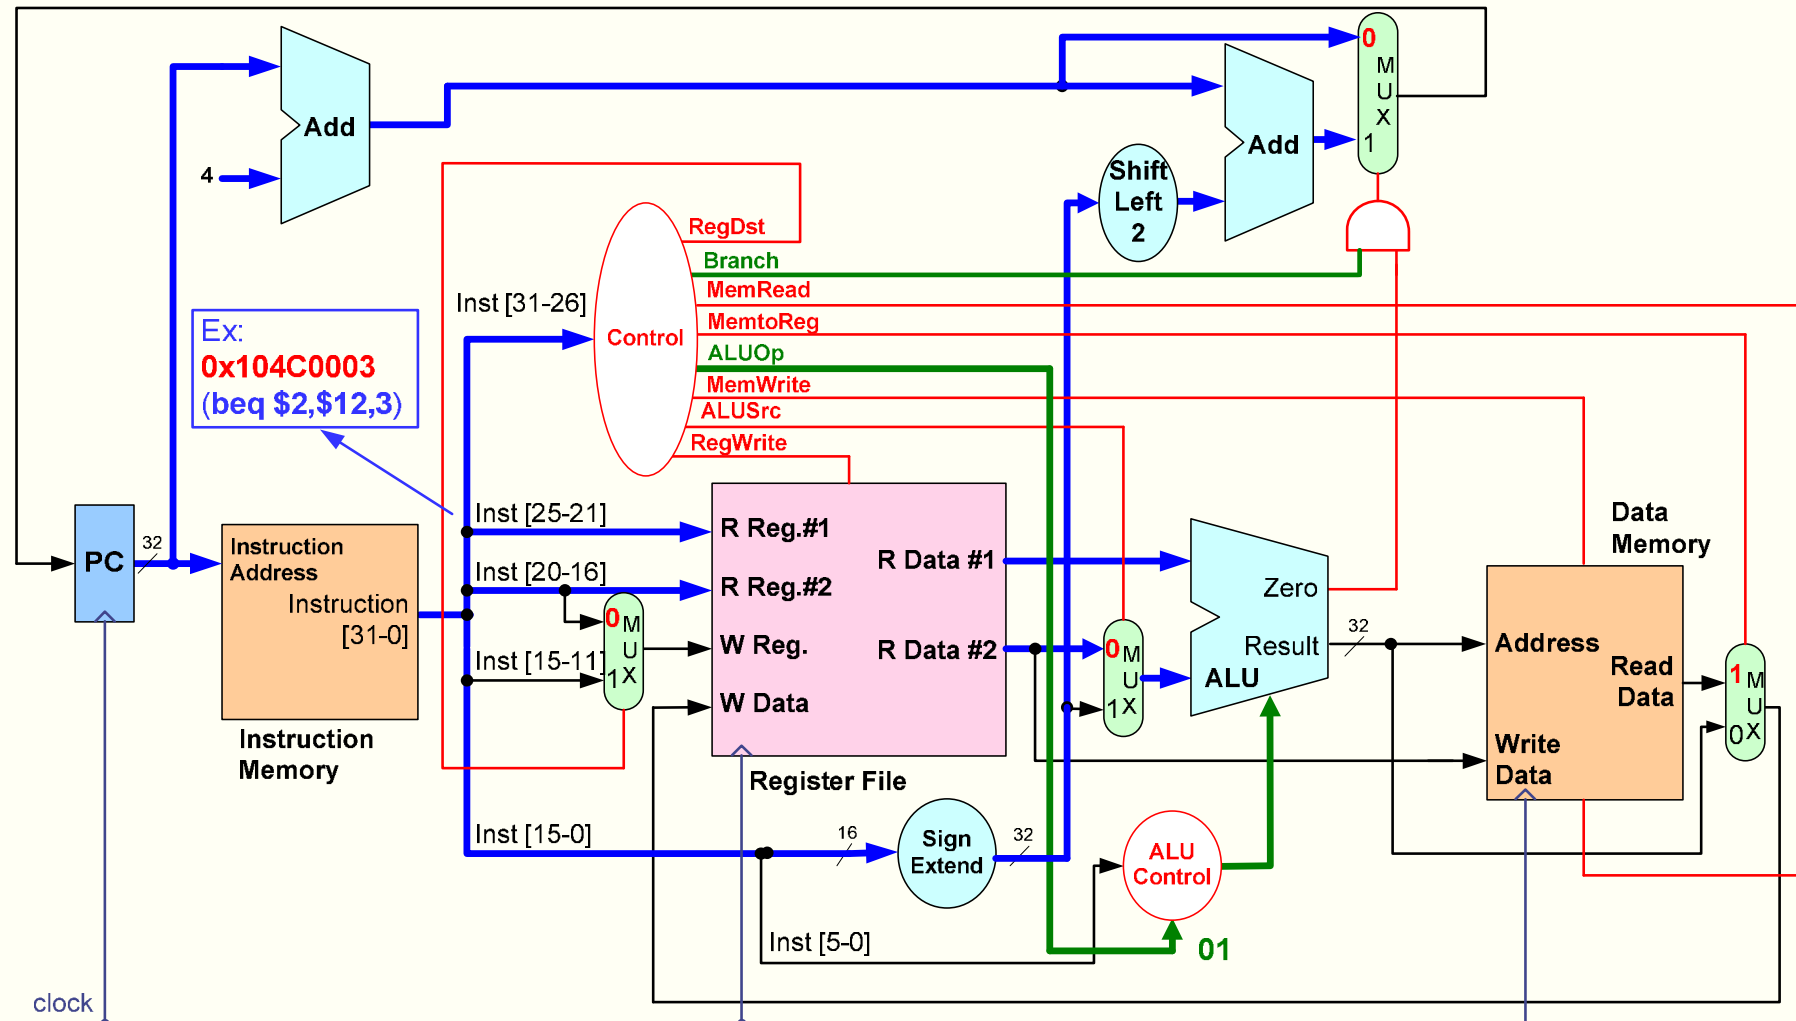 0
M
U
X
1
Add
4
Add
Shift
Left
2
RegDst
Branch
MemRead
MemtoReg
ALUOp
MemWrite
ALUSrc
RegWrite
Inst [31-26]
Control
Ex:
0x104C0003
(beq $2,$12,3)
PC
32
Instruction
Address
Instruction
[31-0]
Instruction
Memory
Inst [25-21]
Inst [20-16]
Inst [15-11]
Inst [15-0]
0
M
U
1X
R Reg.#1
R Reg.#2
W Reg.
W Data
R Data #1
R Data #2
Register File
0
M
U
1X
Zero
Result
ALU
32
Data
Memory
Address
Read
Data
Write
Data
1
M
U
0X
16
Sign
Extend
32
ALU
Control
Inst [5-0]
01
clock